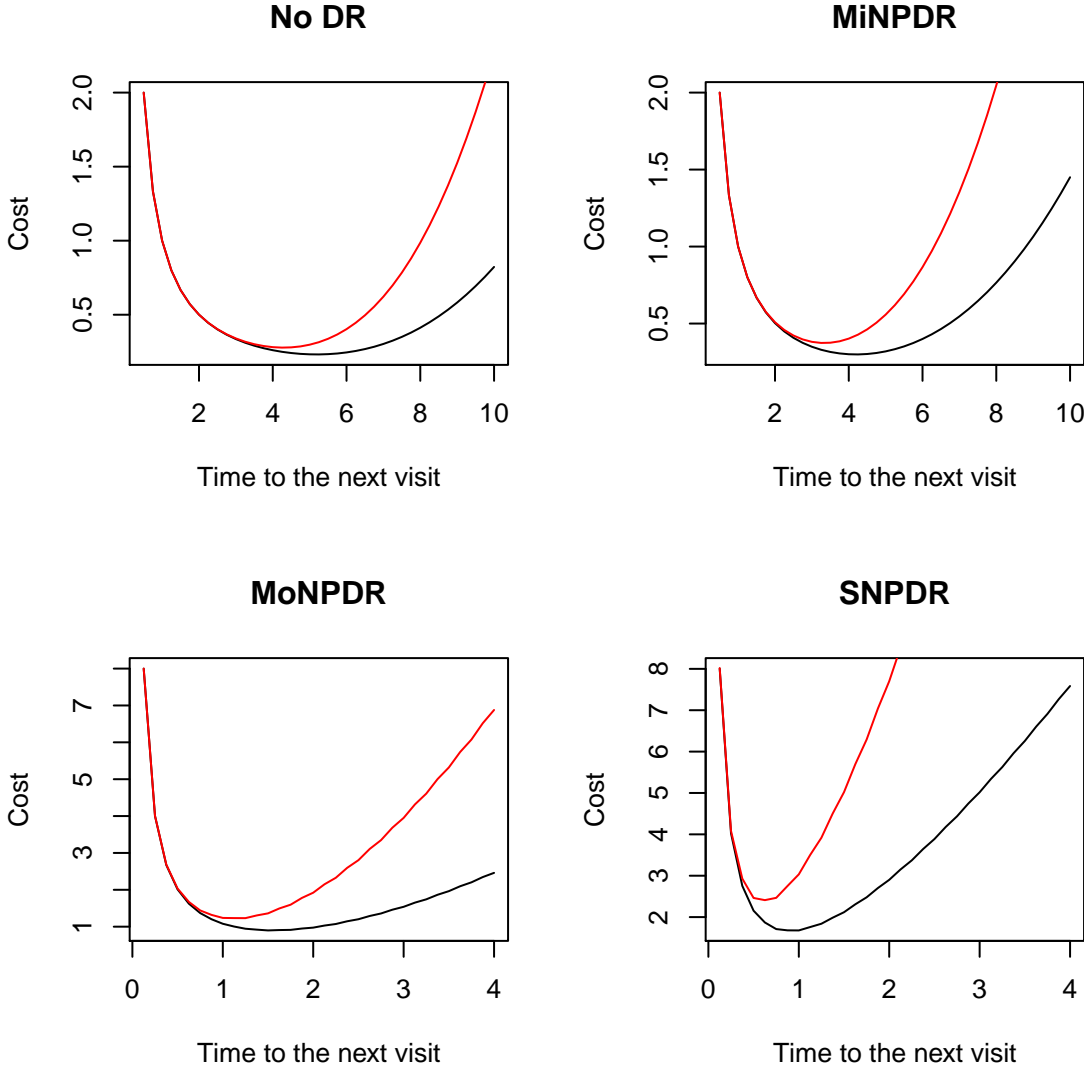 No DR
Cost
0.5 1.0 1.5 2.0
2 4 6 8 10
Time to the next visit
MiNPDR
Cost
0.5 1.0 1.5 2.0
2 4 6 8 10
Time to the next visit
MoNPDR
Cost
1 3 5 7
0 1 2 3 4
Time to the next visit
SNPDR
Cost
2 3 4 5 6 7 8
0 1 2 3 4
Time to the next visit